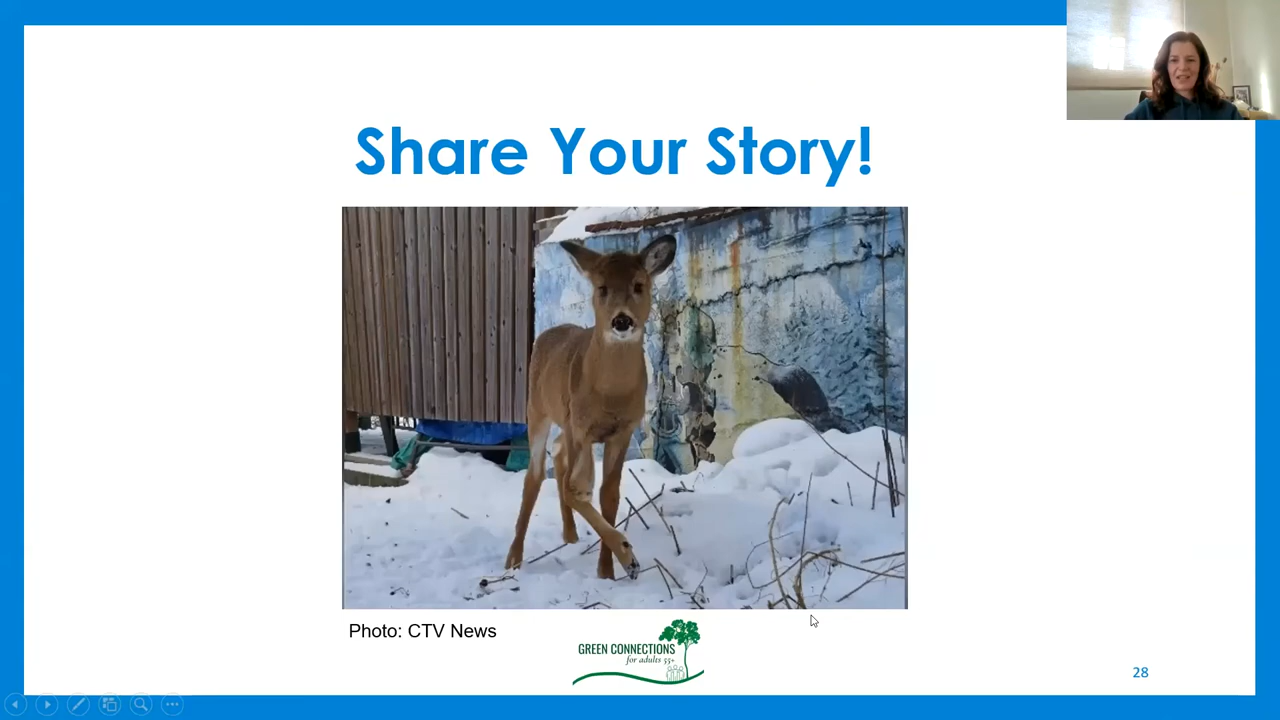 Share Your Story!
Photo: CTV News
GREEN CONNECTIONS
for adults 55+
28